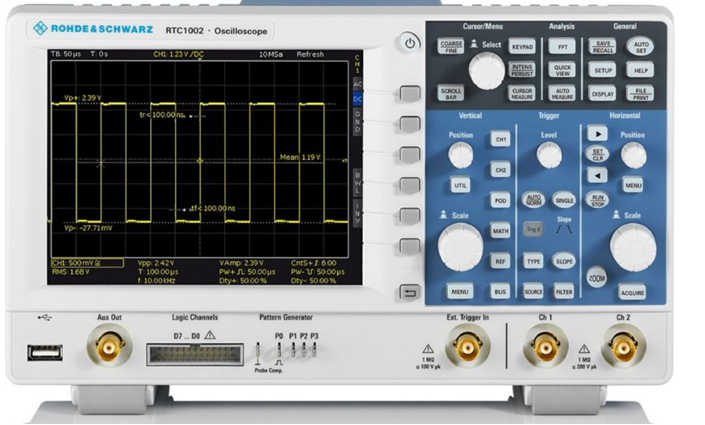 ROHDE & SCHWARZ RTC1002 · Oscilloscope
TB: 50 µs T: 0 s CH1: 1.23 V / DC 10MSa Refresh
CH1
AC
DC
GND
BWL
INV
Vp+: 2.39 V
tr < 100.00 ns
Mean: 1.19 V
tf < 100.00 ns
Vp-: -27.71mV
CH1: 500 mV
Vpp: 2.42 V
VAmp: 2.39 V
RMS: 1.68 V
T: 100.00 µs
PW+ 50.00 µs
PW- 50.00 µs
f: 10.00 kHz
Dty+: 50.00 %
Dty-: 50.00 %
Cursor/Menu Analysis General
COARSE FINE
Select
KEYPAD
FFT
SAVE RECALL
AUTO SET
INTENS PERSIST
QUICK VIEW
SETUP
HELP
SCROLL BAR
CURSOR MEASURE
AUTO MEASURE
DISPLAY
FILE PRINT
Vertical Trigger Horizontal
Position
CH1
Level
SET CLR
Position
CH2
UTIL
MENU
POD
AUTO NORM
SINGLE
RUN STOP
Scale
MATH
Trig'd
Slope
Scale
REF
TYPE
SLOPE
ZOOM
MENU
BUS
SOURCE
FILTER
ACQUIRE
Aux Out
Logic Channels
Pattern Generator
Ext. Trigger In
Ch 1
Ch 2
D7 ... D0
P0 P1 P2 P3
Probe Comp.
1 MΩ
≤ 100 V pk
1 MΩ
≤ 200 V pk